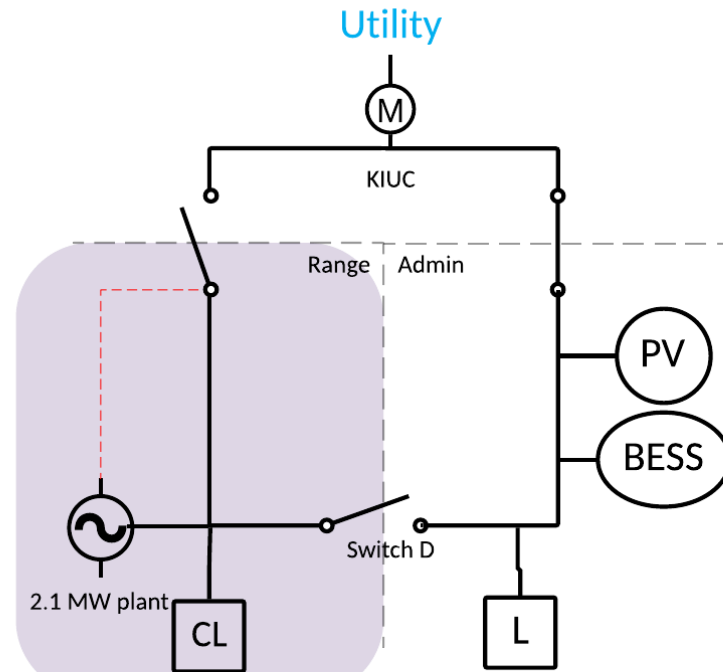 Utility
M
KIUC
Range
Admin
PV
BESS
Switch D
2.1 MW plant
CL
L